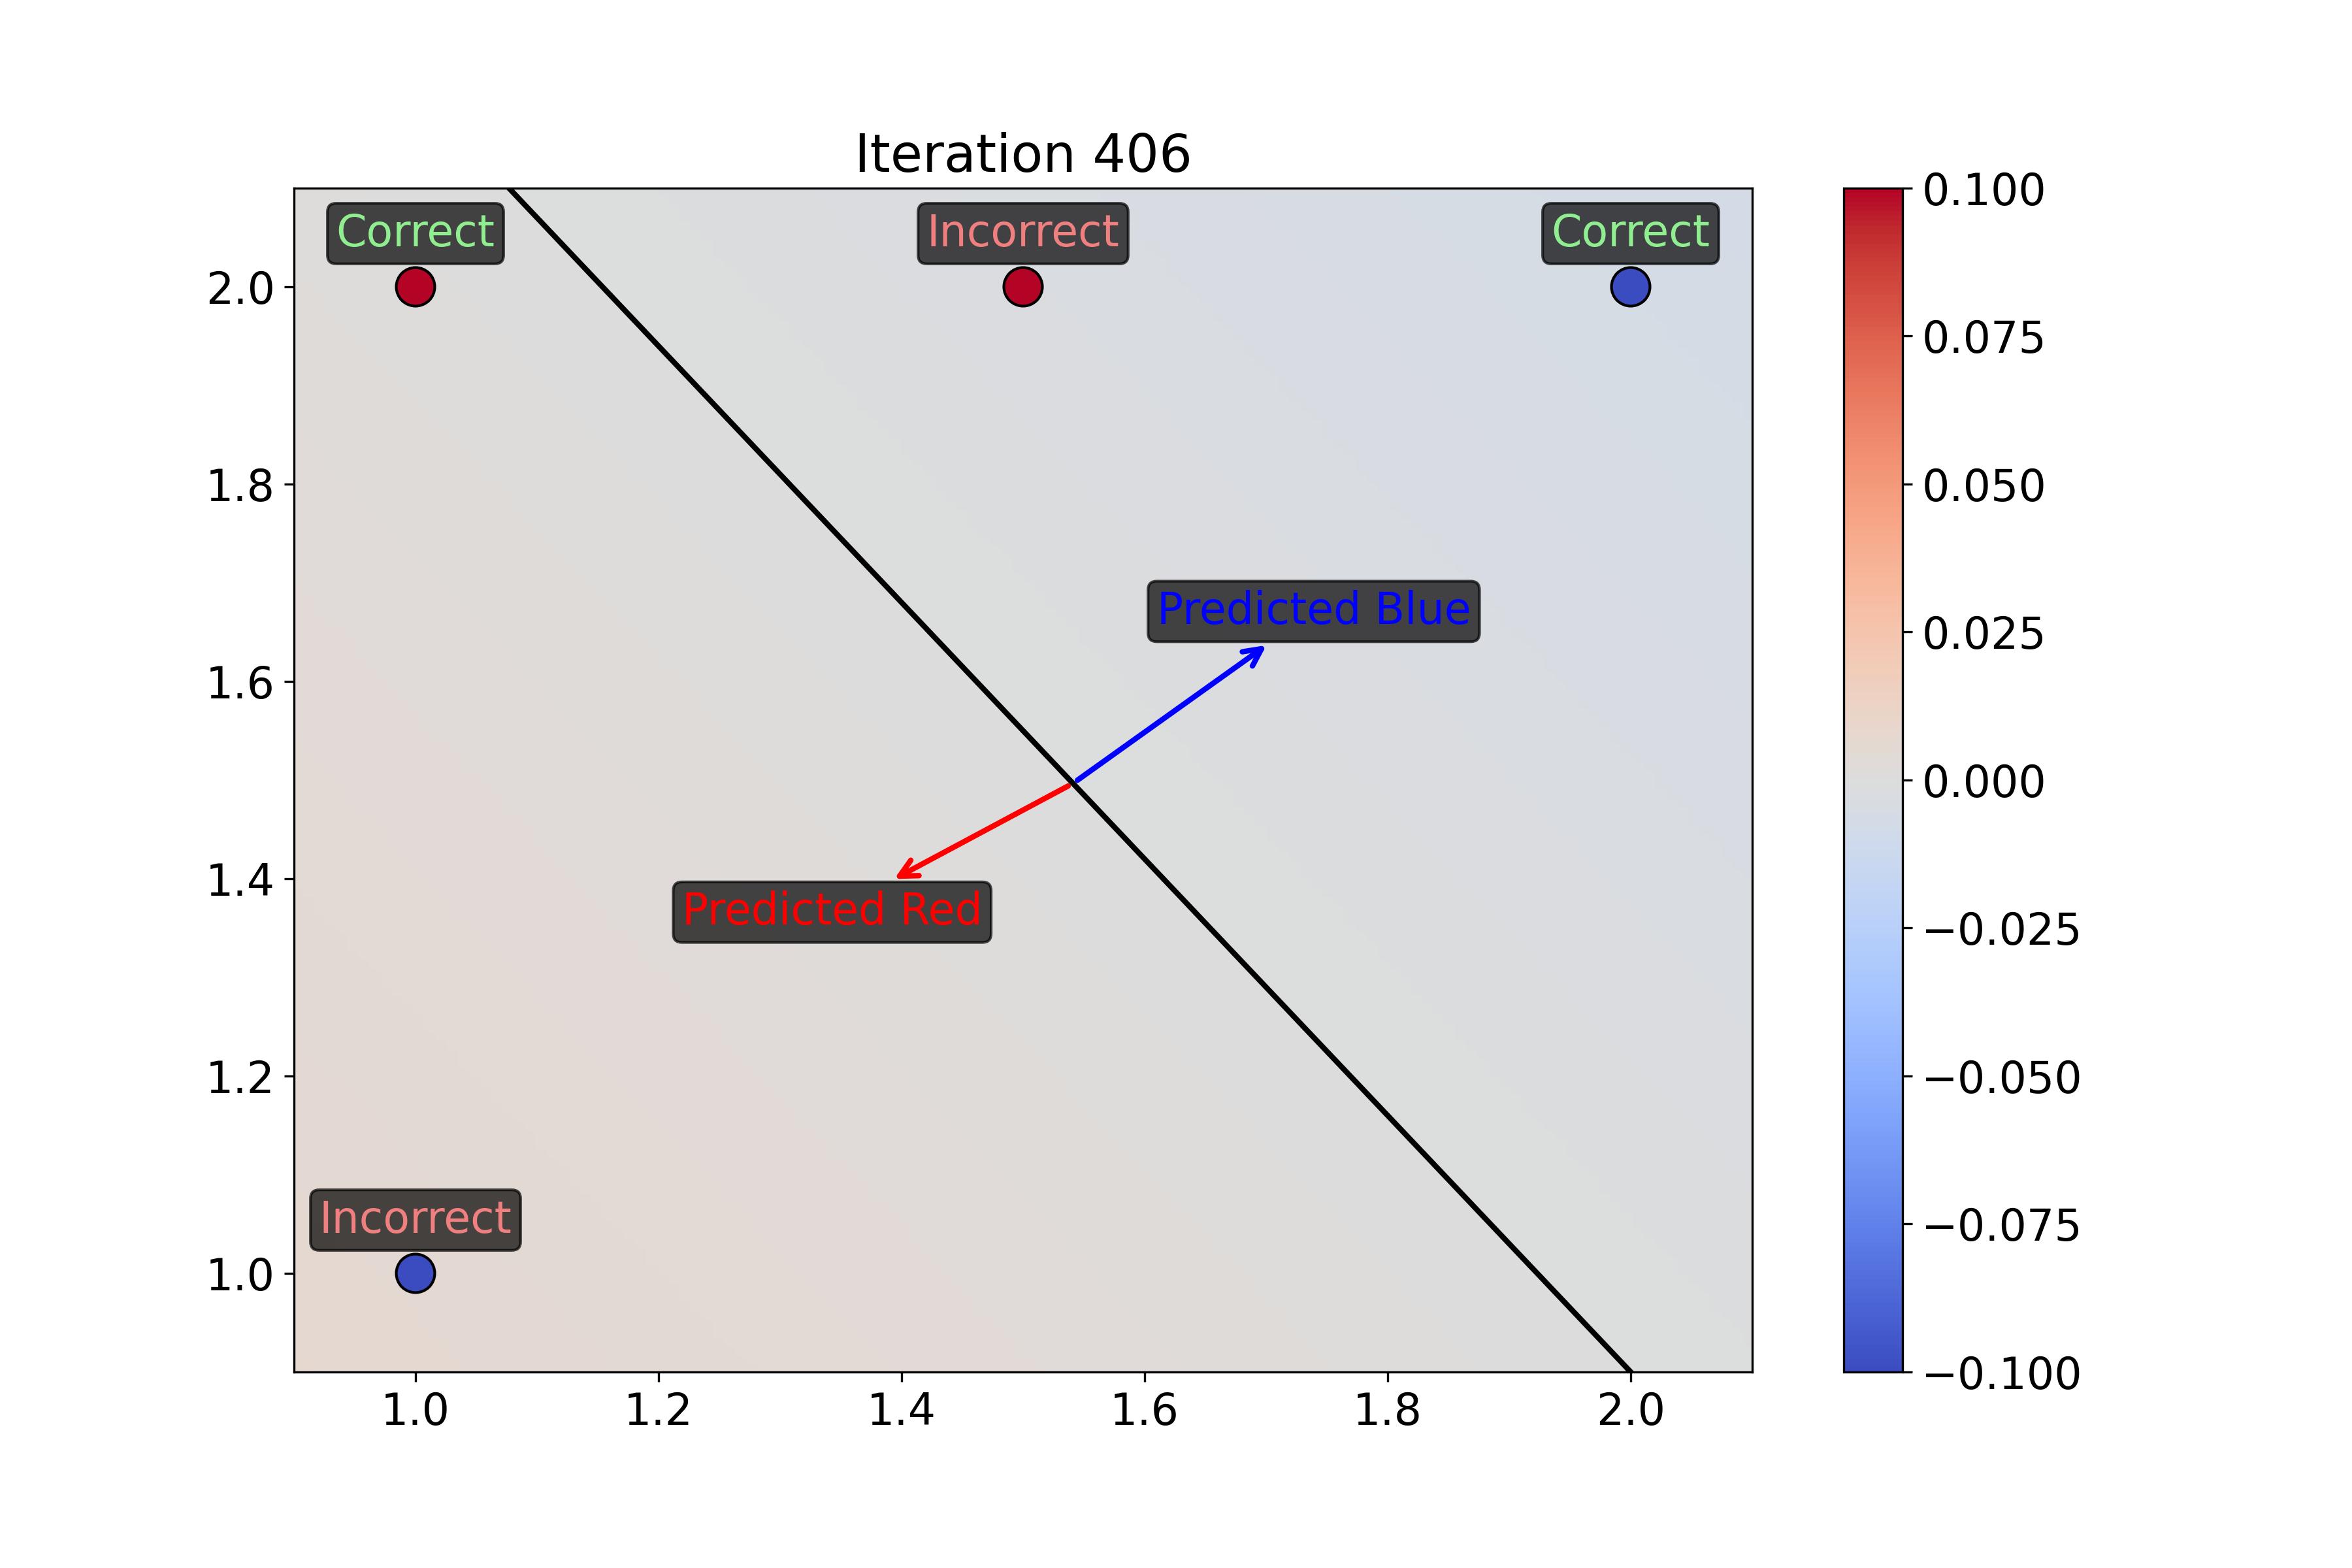 Iteration 406
Correct
Incorrect
Correct
Predicted Blue
Predicted Red
Incorrect
2.0
1.8
1.6
1.4
1.2
1.0
1.0 1.2 1.4 1.6 1.8 2.0
0.100
0.075
0.050
0.025
0.000
−0.025
−0.050
−0.075
−0.100